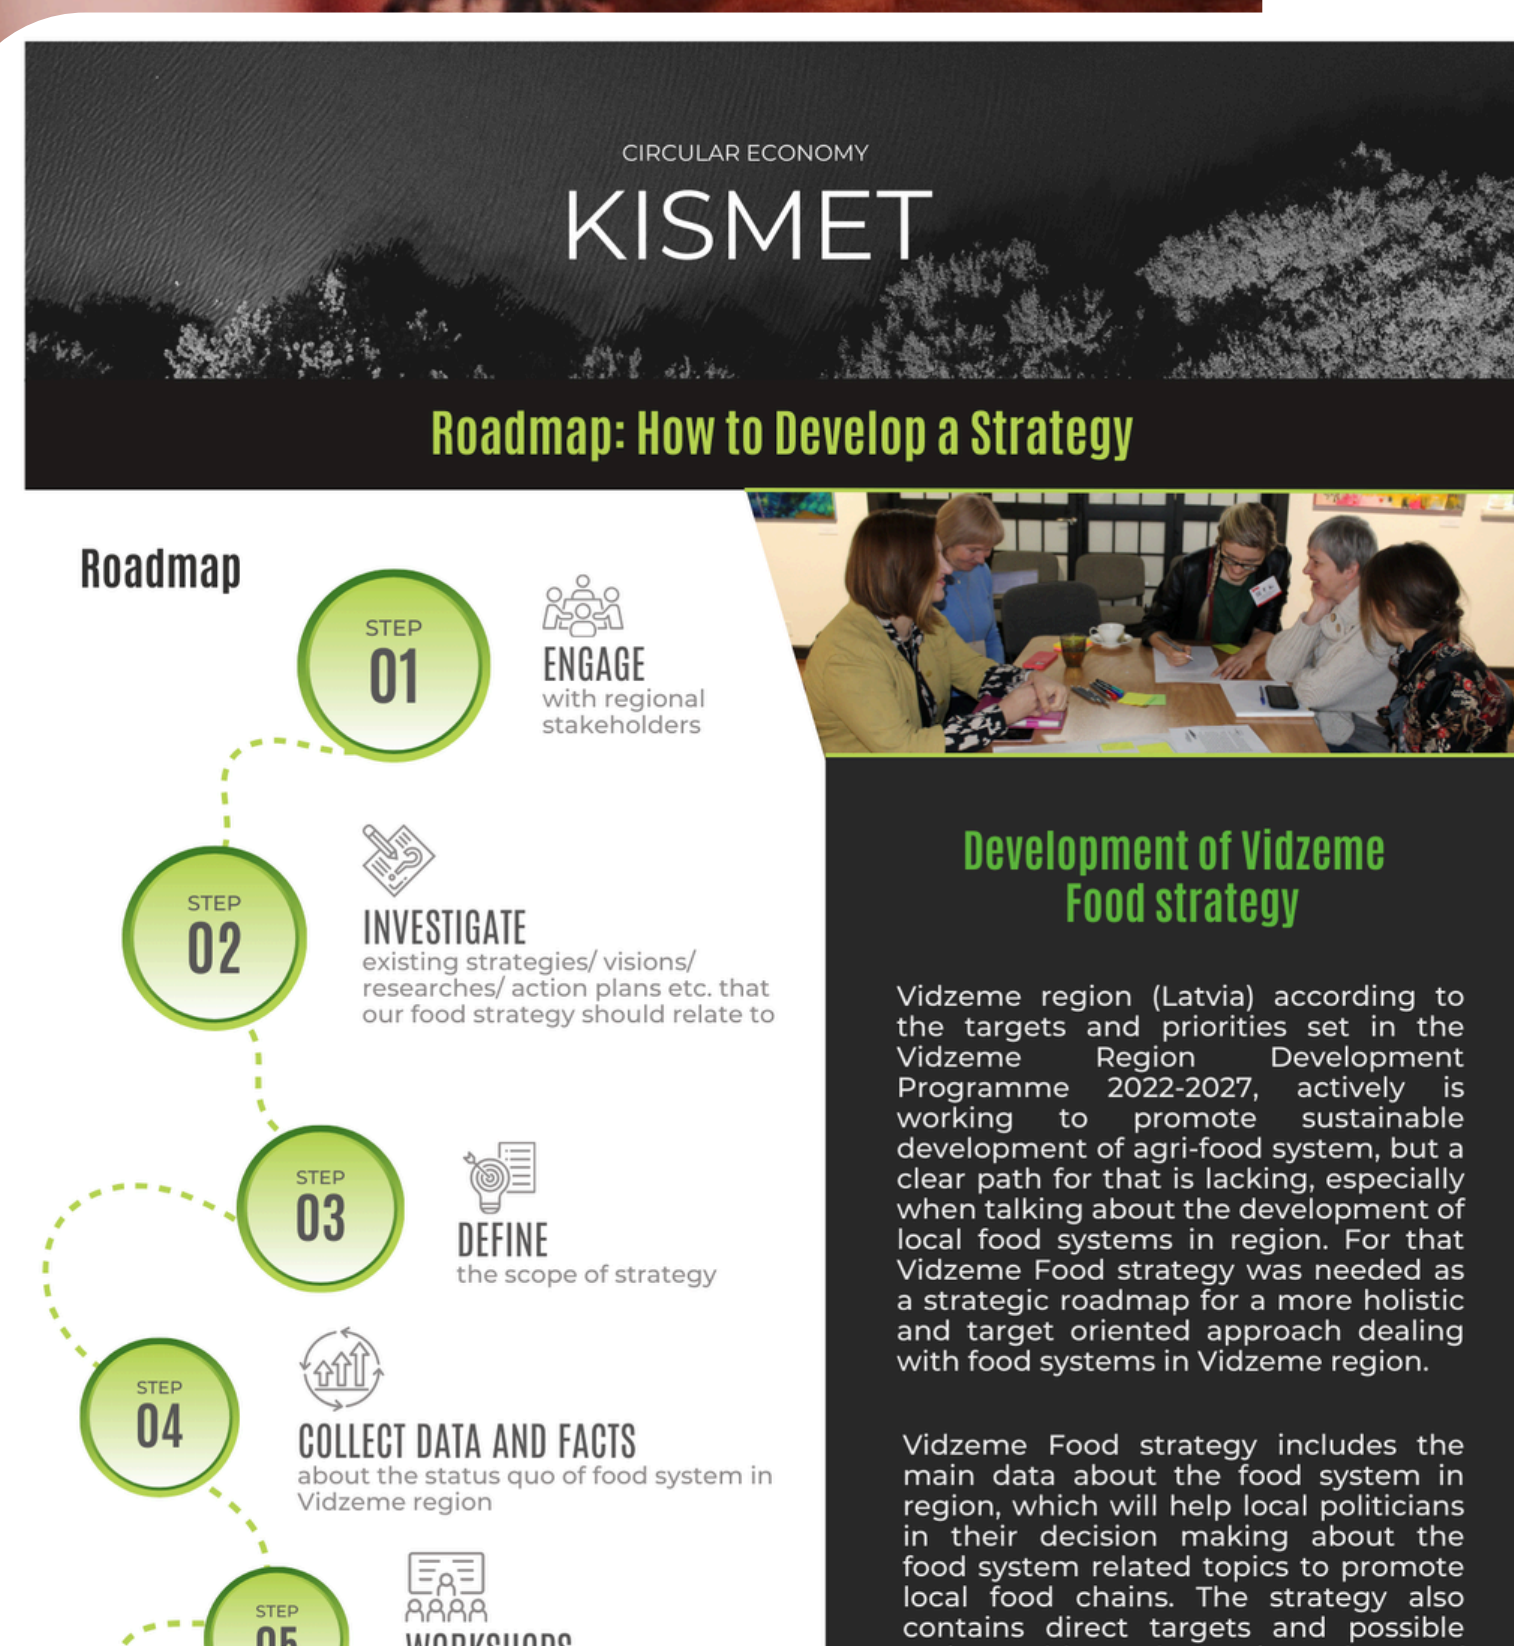 CIRCULAR ECONOMY
KISMET
Roadmap: How to Develop a Strategy
Roadmap
STEP
01
ENGAGE
with regional
stakeholders
STEP
02
INVESTIGATE
existing strategies/ visions/
researches/ action plans etc. that
our food strategy should relate to
STEP
03
DEFINE
the scope of strategy
STEP
04
COLLECT DATA AND FACTS
about the status quo of food system in
Vidzeme region
STEP
05
WORKSHOPS
Development of Vidzeme
Food strategy
Vidzeme region (Latvia) according to
the targets and priorities set in the
Vidzeme Region Development
Programme 2022-2027, actively is
working to promote sustainable
development of agri-food system, but a
clear path for that is lacking, especially
when talking about the development of
local food systems in region. For that
Vidzeme Food strategy was needed as
a strategic roadmap for a more holistic
and target oriented approach dealing
with food systems in Vidzeme region.
Vidzeme Food strategy includes the
main data about the food system in
region, which will help local politicians
in their decision making about the
food system related topics to promote
local food chains. The strategy also
contains direct targets and possible